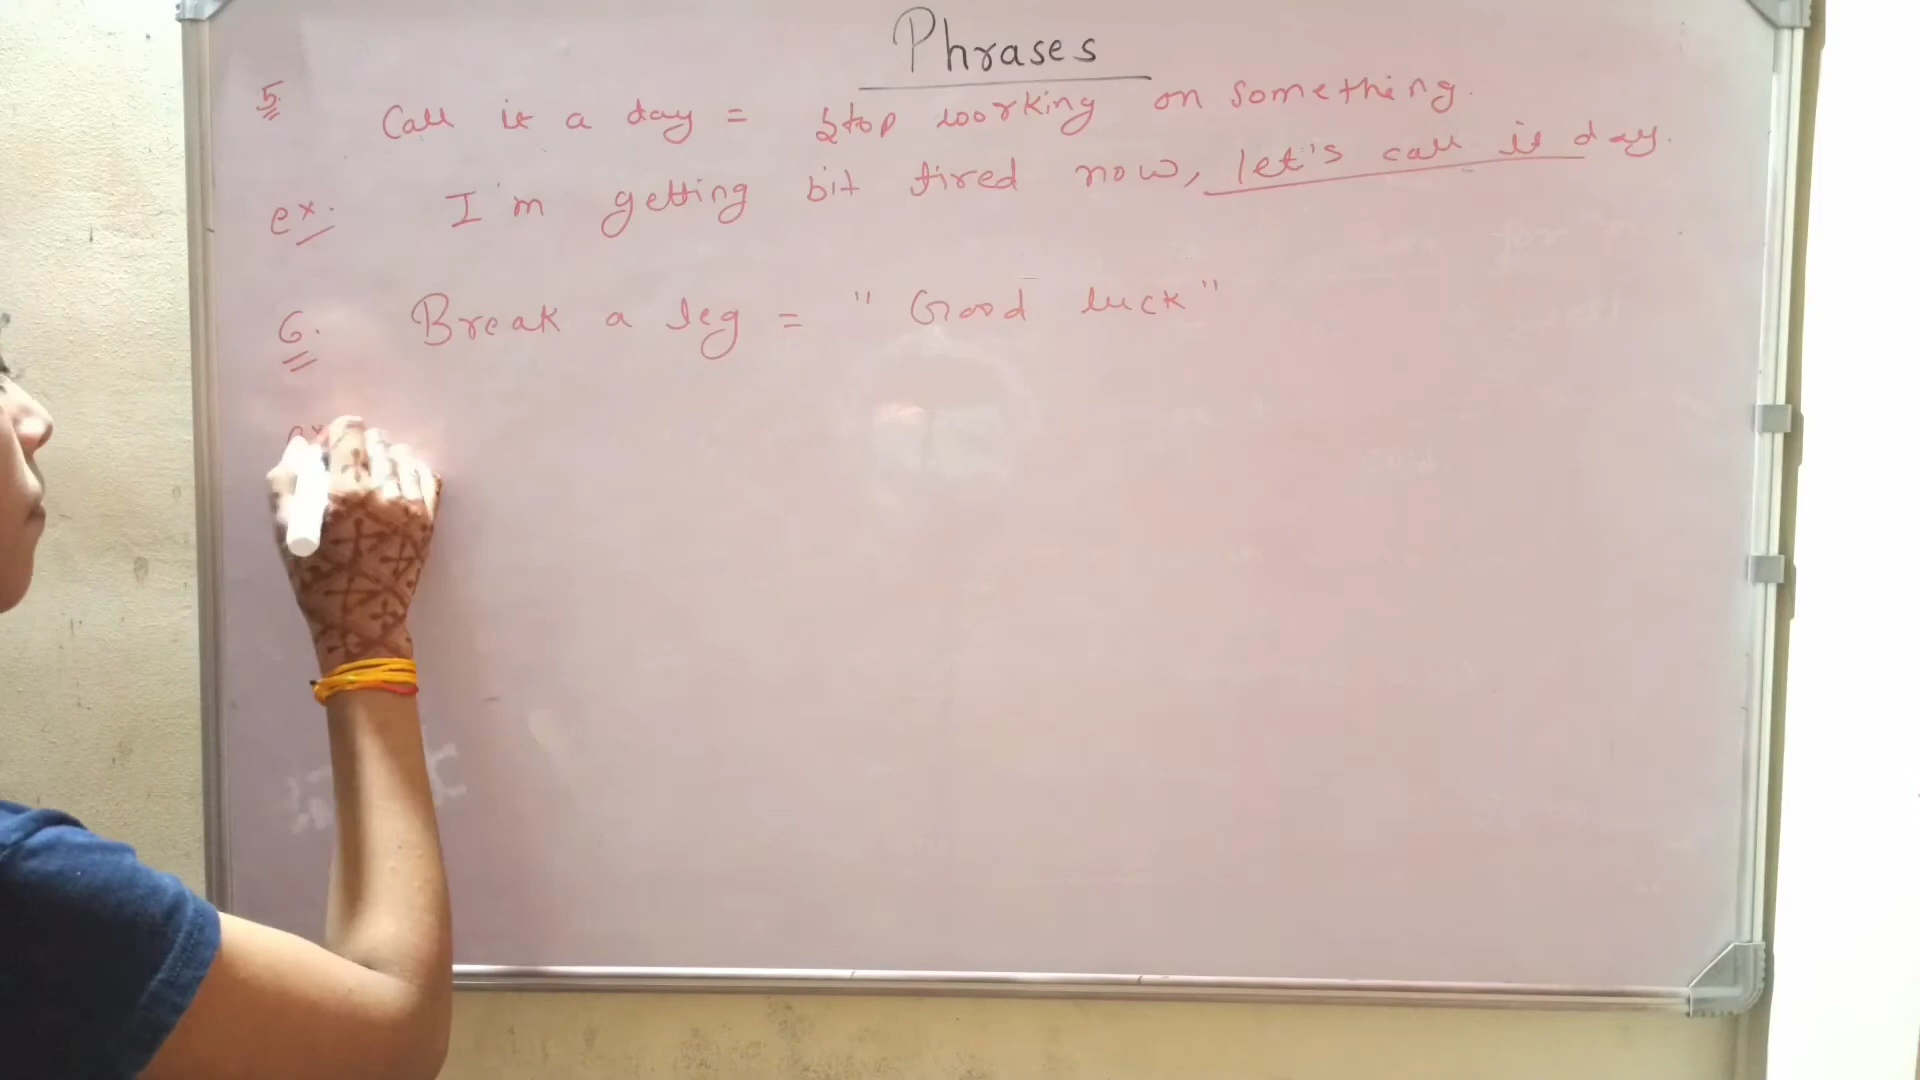 Phrases
5. Call it a day = Stop working on something.
ex. I'm getting bit tired now, let's call it day.
6. Break a leg = "Good luck"
ex